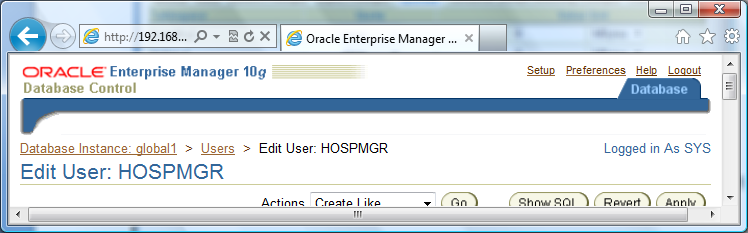 http://192.168...
Oracle Enterprise Manager ...
ORACLE Enterprise Manager 10g
Database Control
Setup Preferences Help Logout
Database
Database Instance: global1 > Users > Edit User: HOSPMGR
Logged in As SYS
Edit User: HOSPMGR
Actions Create Like Go Show SQL Revert Apply